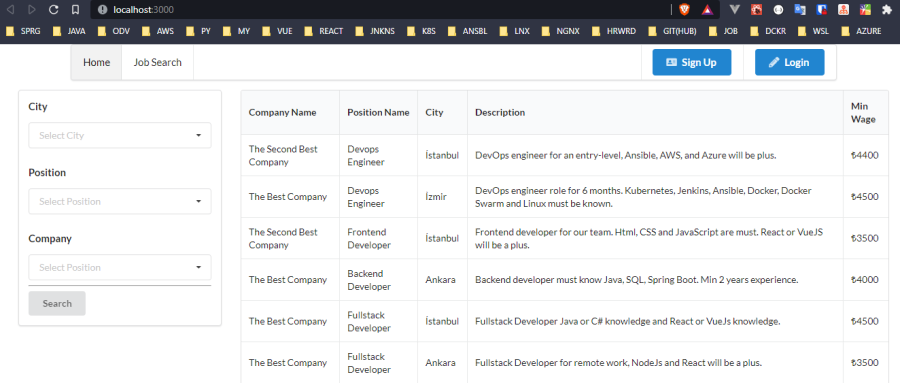 localhost:3000
SPRG JAVA ODV AWS PY MY VUE REACT JNKNS K8S ANSBL LNX NGNX HRWRD GIT(HUB) JOB DCKR WSL AZURE
Home Job Search Sign Up Login
City
Select City
Position
Select Position
Company
Select Position
Search
Company Name Position Name City Description Min
Wage
The Second Best Devops İstanbul DevOps engineer for an entry-level, Ansible, AWS, and Azure will be plus. ₺4400
Company Engineer
The Best Company Devops İzmir DevOps engineer role for 6 months. Kubernetes, Jenkins, Ansible, Docker, Docker ₺4500
Engineer Swarm and Linux must be known.
The Second Best Frontend İstanbul Frontend developer for our team. Html, CSS and JavaScript are must. React or VueJS ₺3500
Company Developer will be a plus.
The Best Company Backend Ankara Backend developer must know Java, SQL, Spring Boot. Min 2 years experience. ₺4000
Developer
The Best Company Fullstack İstanbul Fullstack Developer Java or C# knowledge and React or VueJs knowledge. ₺4500
Developer
The Best Company Fullstack Ankara Fullstack Developer for remote work, NodeJs and React will be a plus. ₺3500
Developer